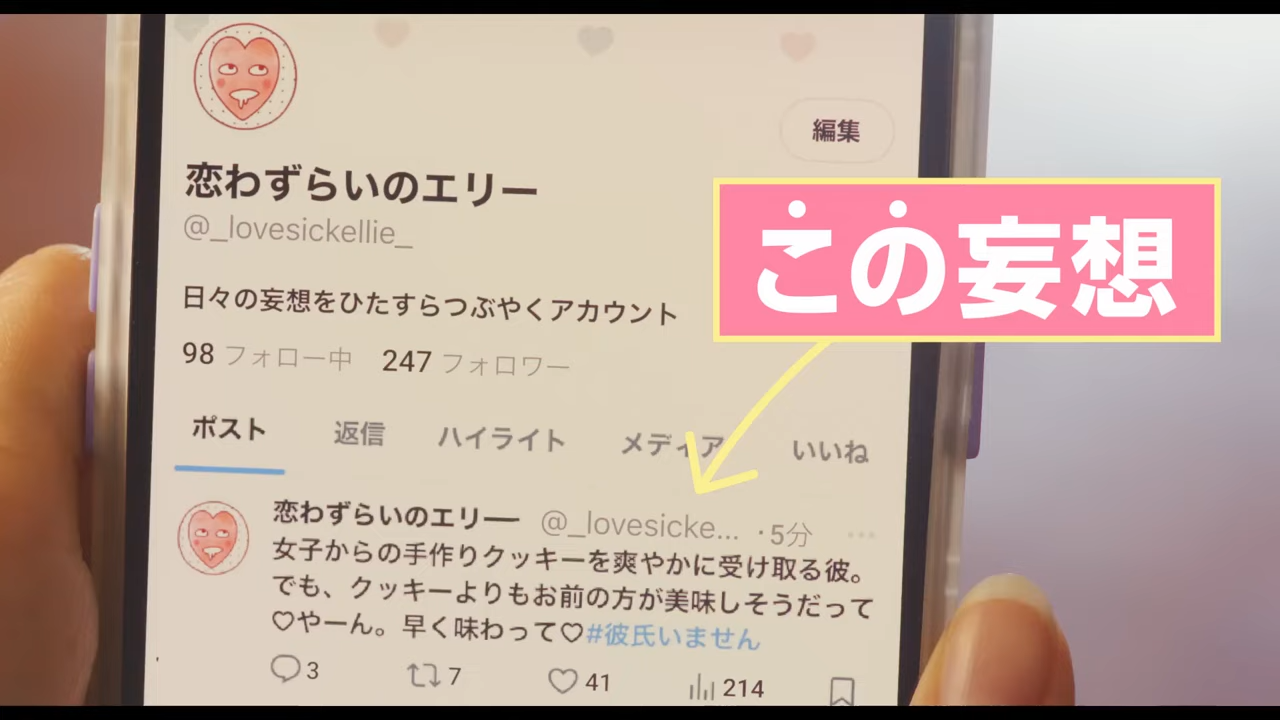 編集
恋わずらいのエリー
@_lovesickellie_
この妄想
日々の妄想をひたすらつぶやくアカウント
98 フォロー中 247 フォロワー
ポスト 返信 ハイライト メディア いいね
恋わずらいのエリー @_lovesicke... ·5分
女子からの手作りクッキーを爽やかに受け取る彼。
でも、クッキーよりもお前の方が美味しそうだって
♡やーん。早く味わって♡#彼氏いません
3 7 41 214